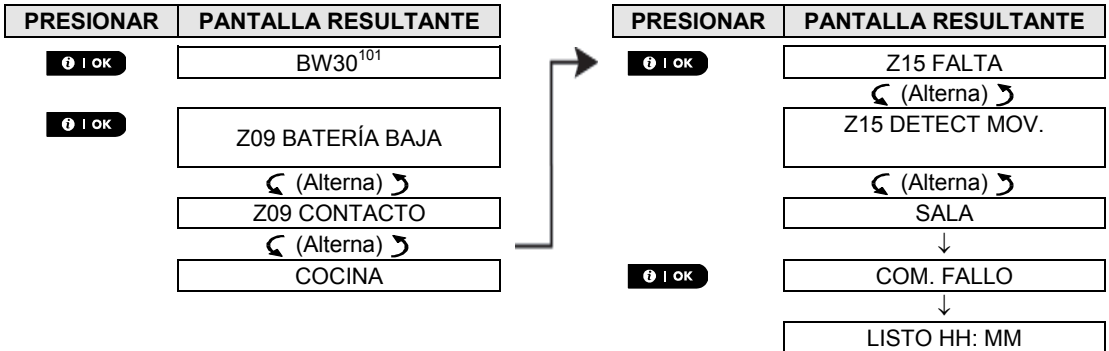 PRESIONAR PANTALLA RESULTANTE
i | OK BW30101
i | OK Z09 BATERÍA BAJA
(Alterna)
Z09 CONTACTO
(Alterna)
COCINA
PRESIONAR PANTALLA RESULTANTE
i | OK Z15 FALTA
(Alterna)
Z15 DETECT MOV.
(Alterna)
SALA
↓
i | OK COM. FALLO
↓
LISTO HH: MM